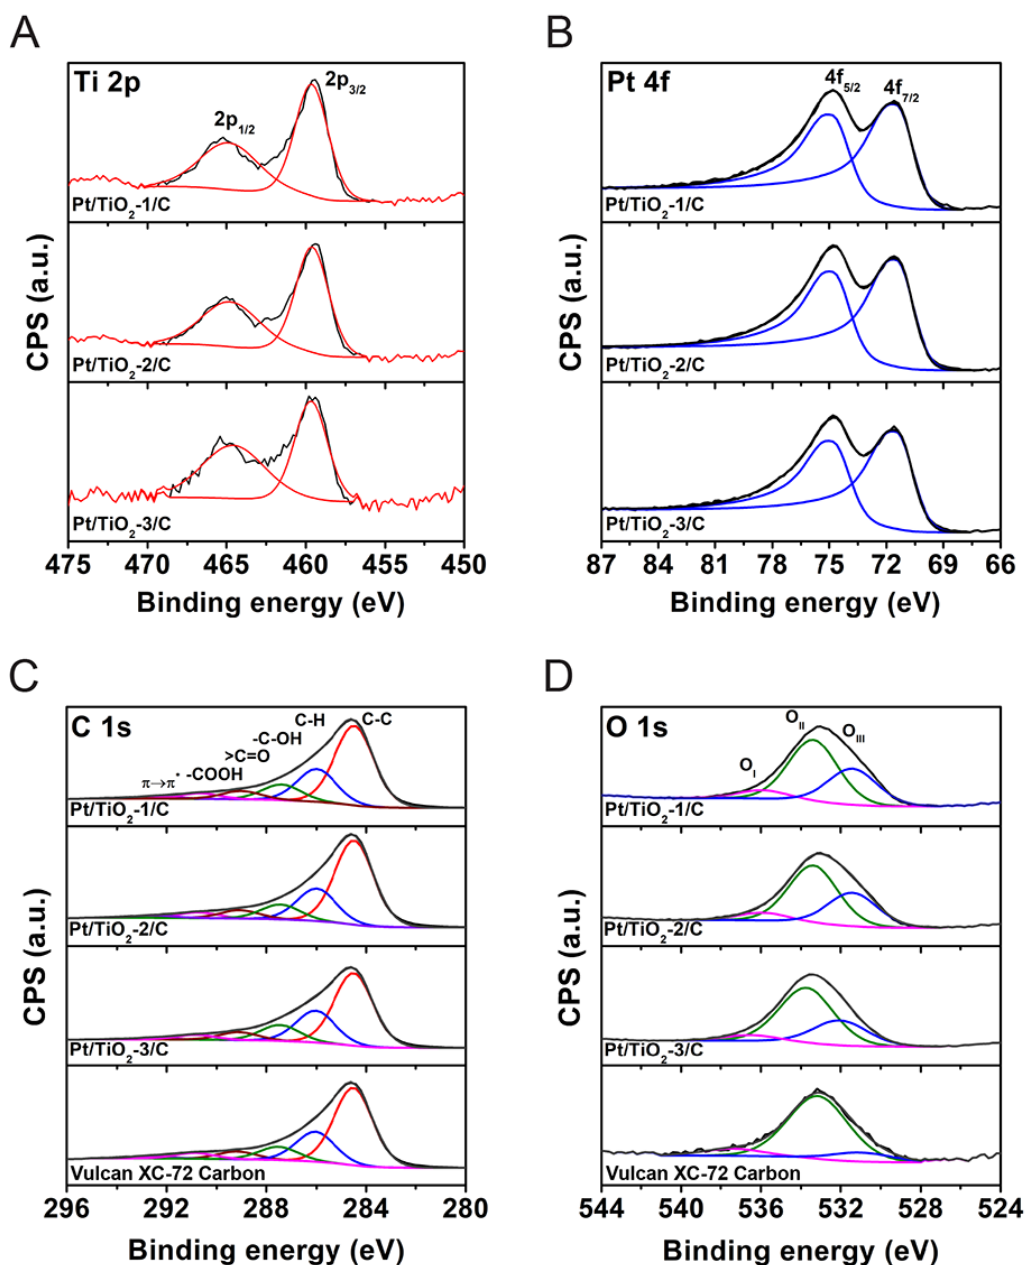 A
Ti 2p
2p1/2
2p3/2
Pt/TiO2-1/C
Pt/TiO2-2/C
Pt/TiO2-3/C
CPS (a.u.)
475 470 465 460 455 450
Binding energy (eV)
B
Pt 4f
4f5/2
4f7/2
Pt/TiO2-1/C
Pt/TiO2-2/C
Pt/TiO2-3/C
CPS (a.u.)
87 84 81 78 75 72 69 66
Binding energy (eV)
C
C 1s
C-H
C-C
-C-OH
>C=O
π→π* -COOH
Pt/TiO2-1/C
Pt/TiO2-2/C
Pt/TiO2-3/C
Vulcan XC-72 Carbon
CPS (a.u.)
296 292 288 284 280
Binding energy (eV)
D
O 1s
OI
OII
OIII
Pt/TiO2-1/C
Pt/TiO2-2/C
Pt/TiO2-3/C
Vulcan XC-72 Carbon
CPS (a.u.)
544 540 536 532 528 524
Binding energy (eV)